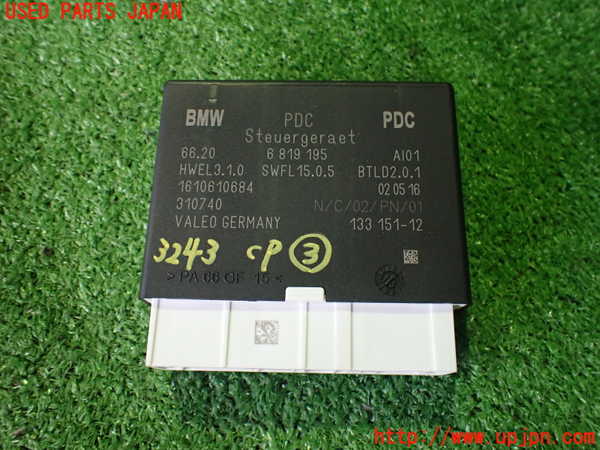 USED PARTS JAPAN
BMW PDC PDC
Steuergeraet
66.20 6 819 195 AI01
HWEL3.1.0 SWFL15.0.5 BTLD2.0.1
1610610684 02 05 16
310740 N/C/02/PN/01
VALEO GERMANY 133 151-12
3243 CP ③
>PA 66 GF 15<
http://www.upjpn.com